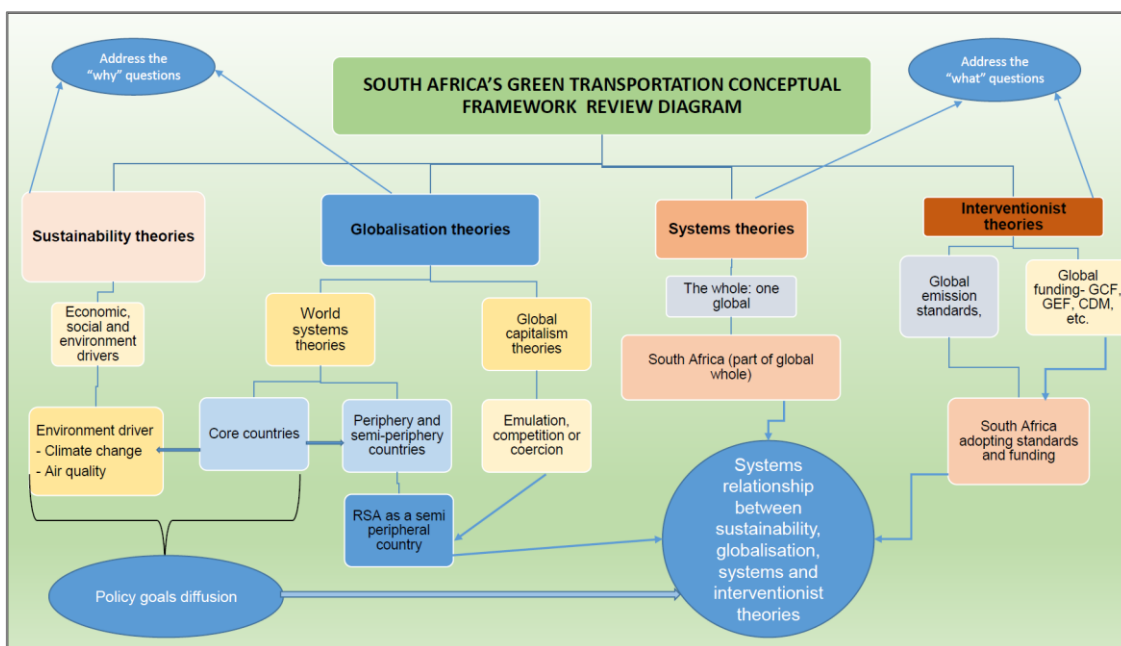 Address the
“why” questions
Address the
“what” questions
SOUTH AFRICA’S GREEN TRANSPORTATION CONCEPTUAL
FRAMEWORK REVIEW DIAGRAM
Sustainability theories
Globalisation theories
Systems theories
Interventionist
theories
Economic,
social and
environment
drivers
World
systems
theories
Global
capitalism
theories
The whole: one
global
Global
emission
standards,
Global
funding- GCF,
GEF, CDM,
etc.
South Africa (part of global
whole)
Environment driver
- Climate change
- Air quality
Core countries
Periphery and
semi-periphery
countries
Emulation,
competition or
coercion
South Africa
adopting standards
and funding
RSA as a semi
peripheral
country
Systems
relationship
between
sustainability,
globalisation,
systems and
interventionist
theories
Policy goals diffusion